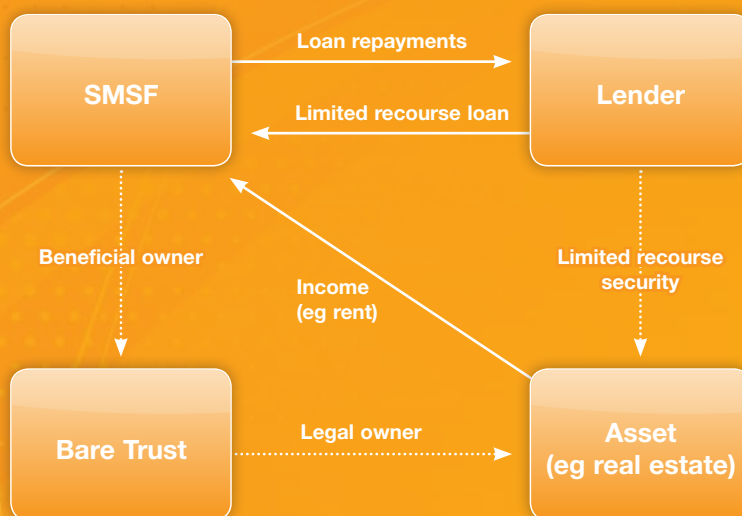 Loan repayments
SMSF
Lender
Limited recourse loan
Beneficial owner
Limited recourse
security
Income
(eg rent)
Legal owner
Bare Trust
Asset
(eg real estate)